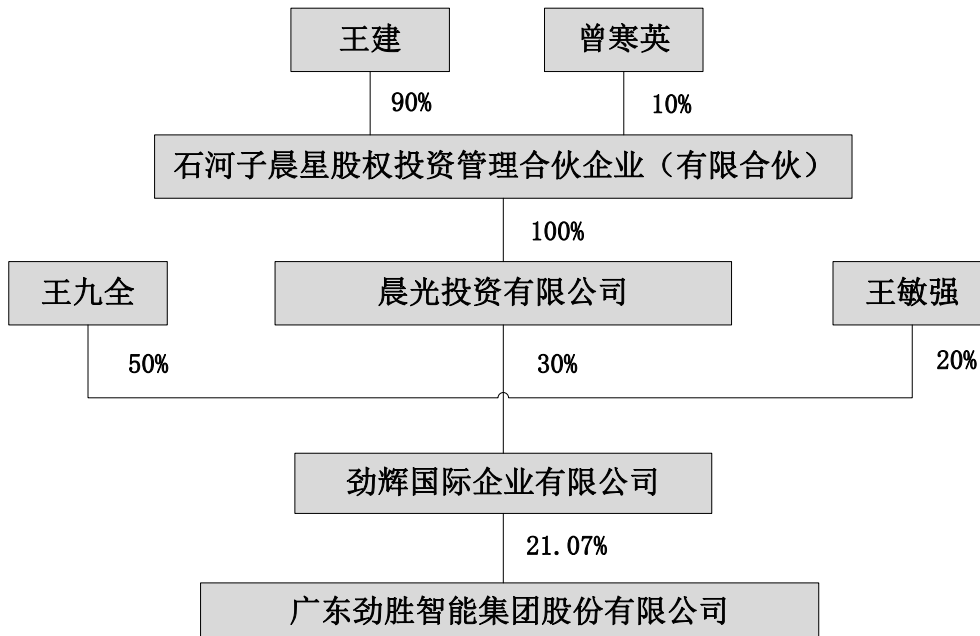 王建
曾寒英
90%
10%
石河子晨星股权投资管理合伙企业（有限合伙）
100%
王九全
晨光投资有限公司
王敏强
50%
30%
20%
劲辉国际企业有限公司
21.07%
广东劲胜智能集团股份有限公司